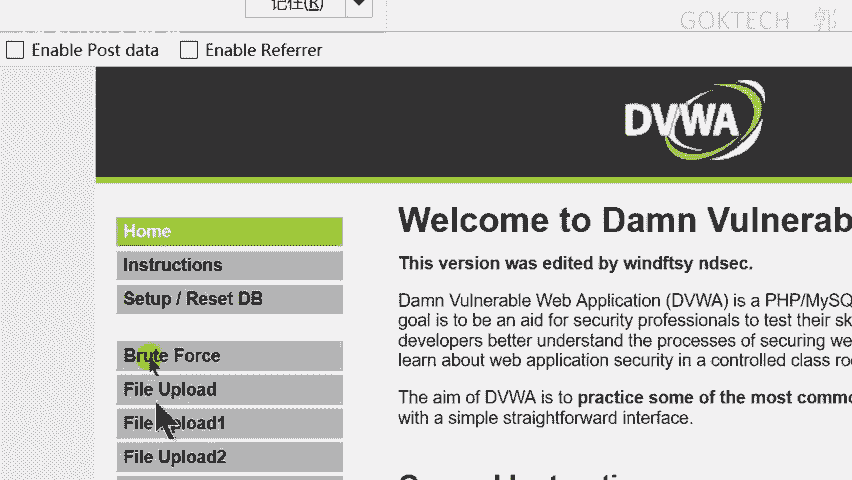 记住(R)
GOKTECH 郭
Enable Post data
Enable Referrer
DVWA
Home
Instructions
Setup / Reset DB
Brute Force
File Upload
File Upload1
File Upload2
Welcome to Damn Vulnerab
This version was edited by windftsy ndsec.
Damn Vulnerable Web Application (DVWA) is a PHP/MySQ
goal is to be an aid for security professionals to test their sk
developers better understand the processes of securing we
learn about web application security in a controlled class roo
The aim of DVWA is to practice some of the most commo
with a simple straightforward interface.